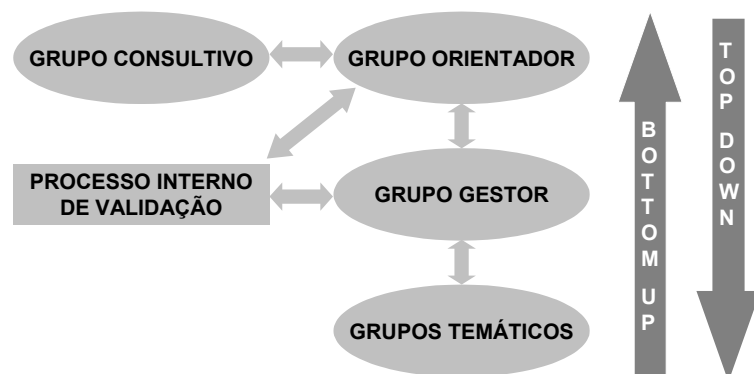 GRUPO CONSULTIVO
GRUPO ORIENTADOR
PROCESSO INTERNO
DE VALIDAÇÃO
GRUPO GESTOR
GRUPOS TEMÁTICOS
BOTTOM UP
TOP DOWN